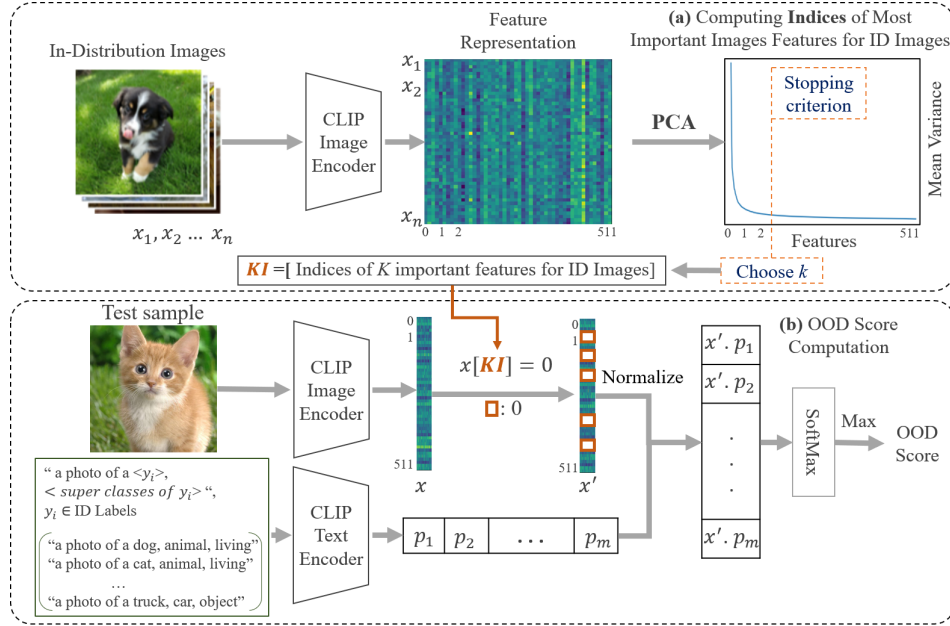 (a) Computing Indices of Most
Important Images Features for ID Images
In-Distribution Images
Feature
Representation
x₁
x₂
xₙ
CLIP
Image
Encoder
PCA
Stopping
criterion
Mean Variance
x₁, x₂ ... xₙ
0 1 2 511
0 1 2 511
Features
KI =[ Indices of K important features for ID Images]
Choose k
(b) OOD Score
Computation
Test sample
CLIP
Image
Encoder
0
1
511
x
x[KI] = 0
: 0
0
1
511
x′
Normalize
x′. p₁
x′. p₂
.
.
.
x′. pₘ
SoftMax
Max
OOD
Score
“ a photo of a <yᵢ>,
< super classes of yᵢ> “,
yᵢ ∈ ID Labels
“a photo of a dog, animal, living”
“a photo of a cat, animal, living”
...
“a photo of a truck, car, object”
CLIP
Text
Encoder
p₁ p₂ ... pₘ